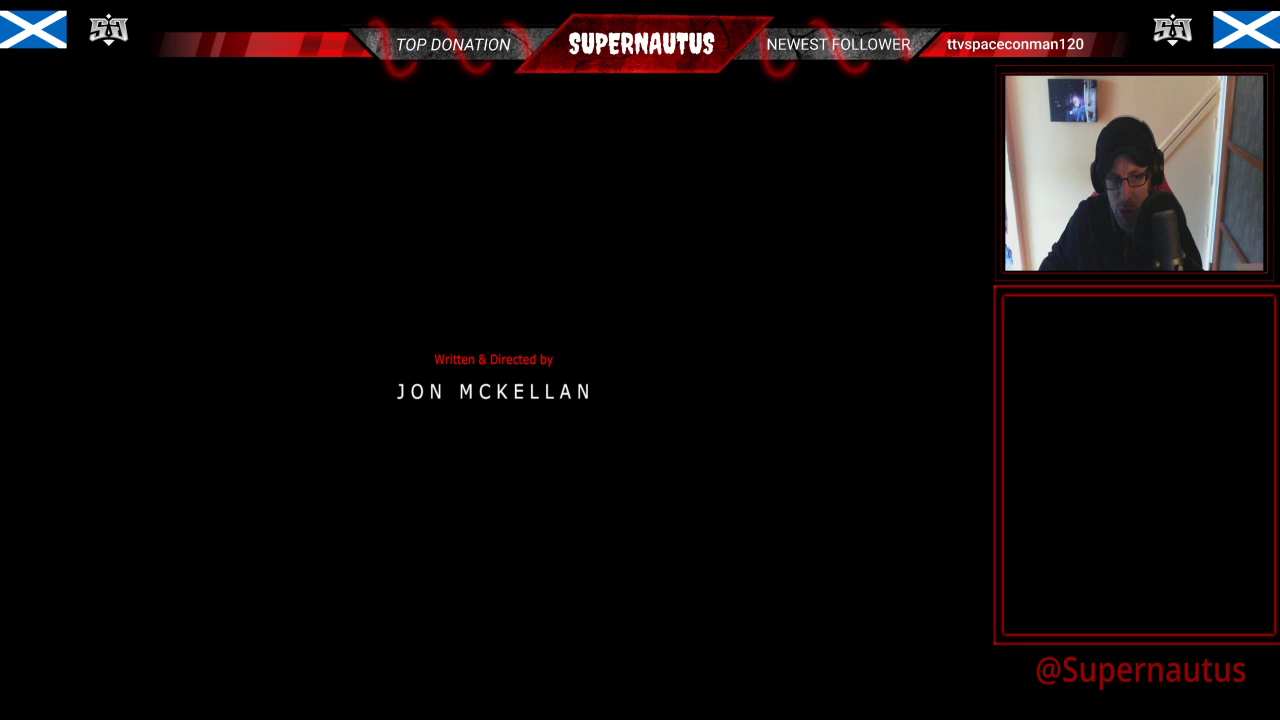 TOP DONATION
SUPERNAUTUS
NEWEST FOLLOWER
ttvspaceconman120
Written & Directed by
JON MCKELLAN
@Supernautus